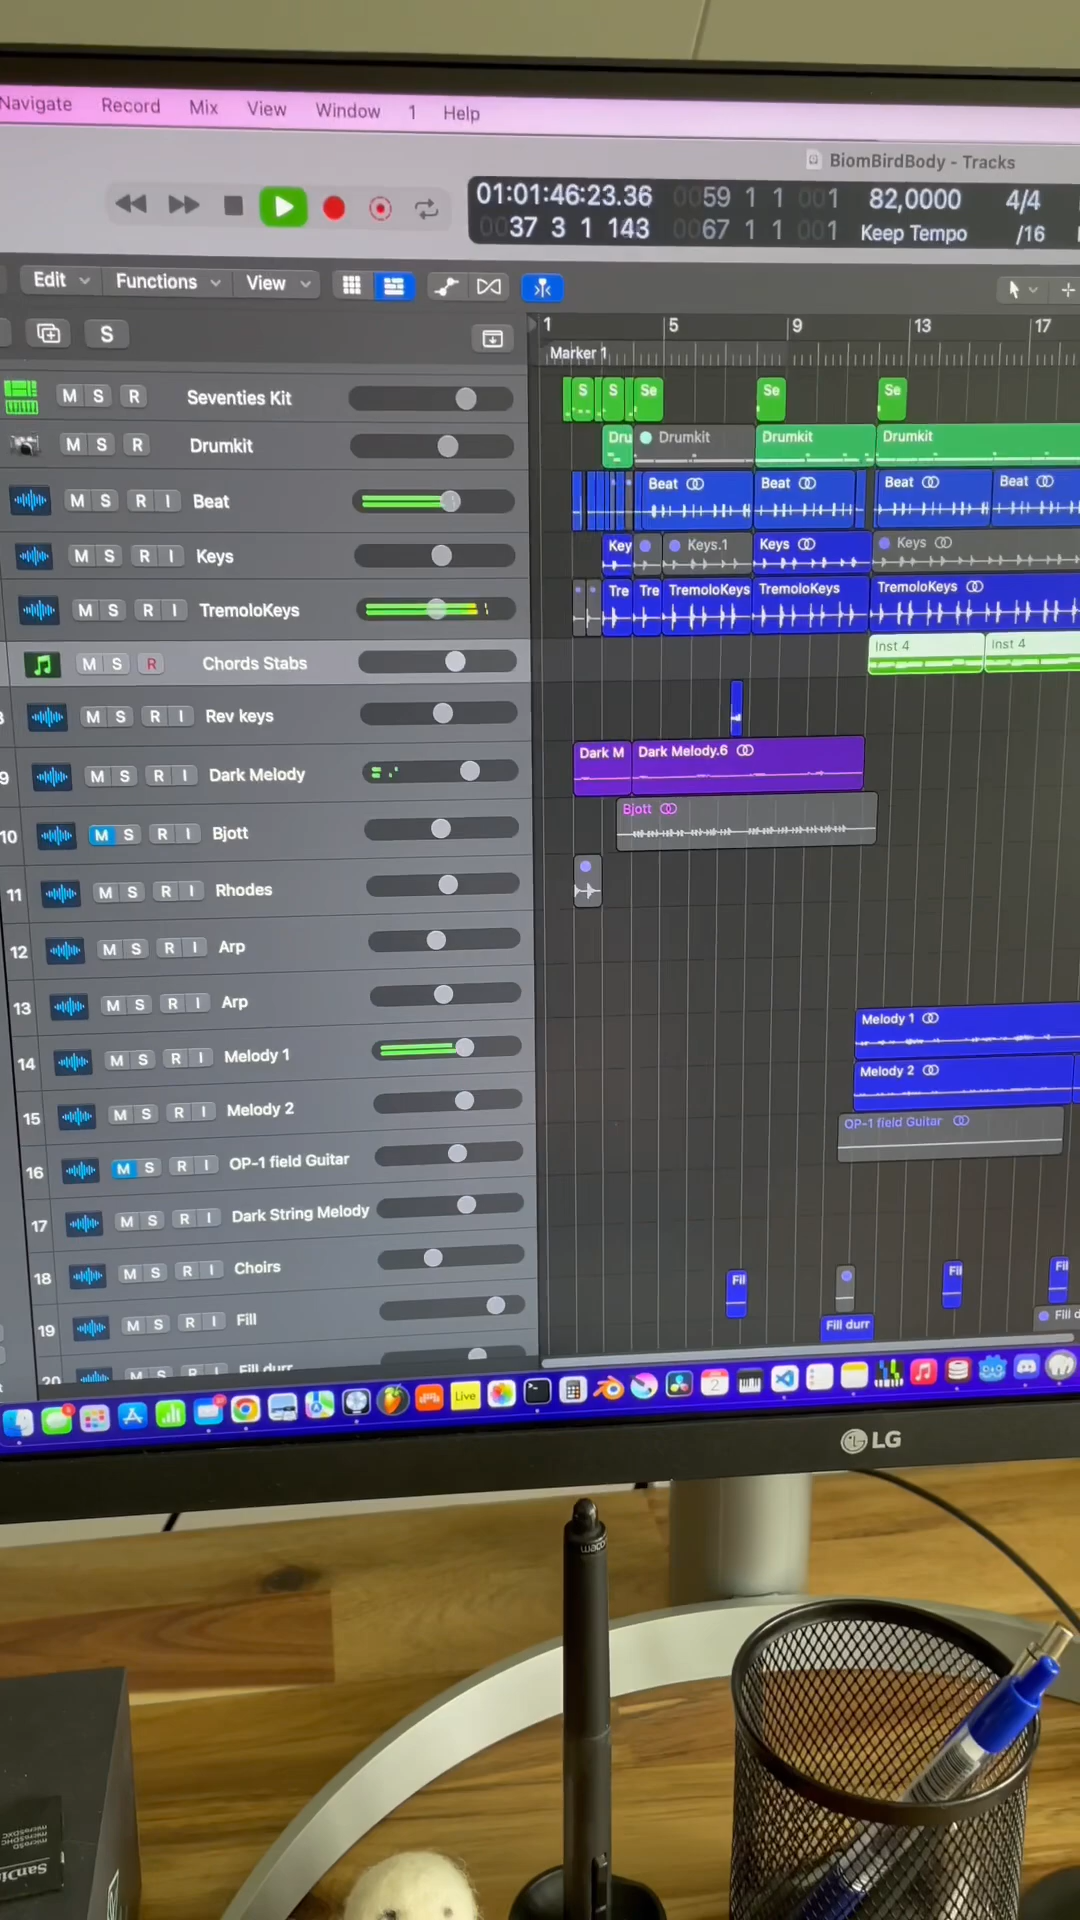 Navigate Record Mix View Window 1 Help
BiomBirdBody - Tracks
01:01:46:23.36 0059 1 1 001 82,0000 4/4
0037 3 1 143 0067 1 1 001 Keep Tempo /16
Edit Functions View
S
1 5 9 13 17
Marker 1
M S R Seventies Kit S S Se Se Se
M S R Drumkit Dru Drumkit Drumkit Drumkit
M S R I Beat Beat Beat Beat Beat
M S R I Keys Key Keys.1 Keys Keys
M S R I TremoloKeys Tre Tre TremoloKeys TremoloKeys TremoloKeys
M S R Chords Stabs Inst 4 Inst 4
M S R I Rev keys
9 M S R I Dark Melody Dark M Dark Melody.6
10 M S R I Bjott Bjott
11 M S R I Rhodes
12 M S R I Arp
13 M S R I Arp Melody 1
14 M S R I Melody 1 Melody 2
15 M S R I Melody 2 OP-1 field Guitar
16 M S R I OP-1 field Guitar
17 M S R I Dark String Melody
18 M S R I Choirs Fil Fil Fil
19 M S R I Fill Fill durr Fill d
20 M S R I Fill durr
Live
2
LG
wacom
microSDHC
microSDXC
SanDi